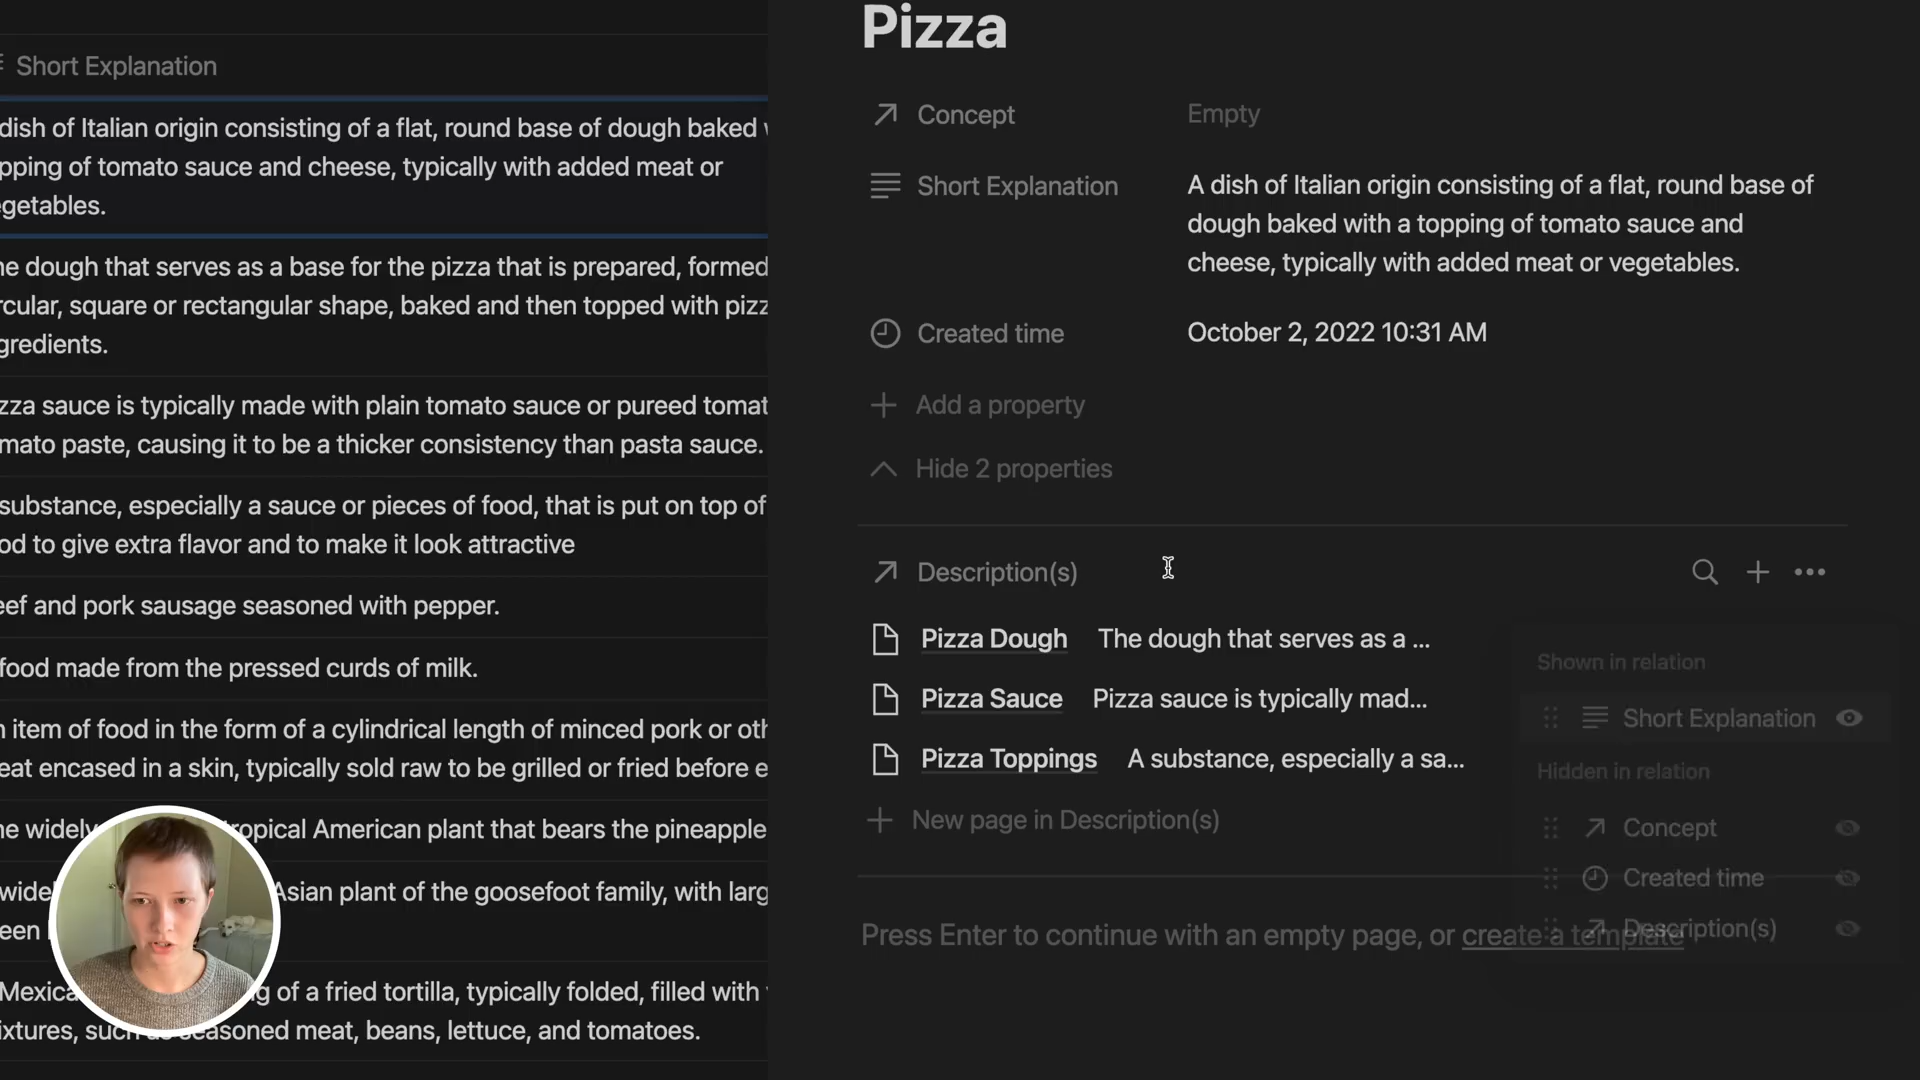 Short Explanation
dish of Italian origin consisting of a flat, round base of dough baked
pping of tomato sauce and cheese, typically with added meat or
getables.
e dough that serves as a base for the pizza that is prepared, formed
rcular, square or rectangular shape, baked and then topped with pizz
gredients.
zza sauce is typically made with plain tomato sauce or pureed tomat
mato paste, causing it to be a thicker consistency than pasta sauce.
substance, especially a sauce or pieces of food, that is put on top of
od to give extra flavor and to make it look attractive
eef and pork sausage seasoned with pepper.
food made from the pressed curds of milk.
n item of food in the form of a cylindrical length of minced pork or oth
eat encased in a skin, typically sold raw to be grilled or fried before e
ne widely tropical American plant that bears the pineapple
wide Asian plant of the goosefoot family, with larg
een
Mexica g of a fried tortilla, typically folded, filled with
ixtures, such as seasoned meat, beans, lettuce, and tomatoes.
Pizza
Concept Empty
Short Explanation A dish of Italian origin consisting of a flat, round base of
dough baked with a topping of tomato sauce and
cheese, typically with added meat or vegetables.
Created time October 2, 2022 10:31 AM
Add a property
Hide 2 properties
Description(s)
Pizza Dough The dough that serves as a ...
Pizza Sauce Pizza sauce is typically mad...
Pizza Toppings A substance, especially a sa...
New page in Description(s)
Press Enter to continue with an empty page, or create a template
Shown in relation
Short Explanation
Hidden in relation
Concept
Created time
Description(s)